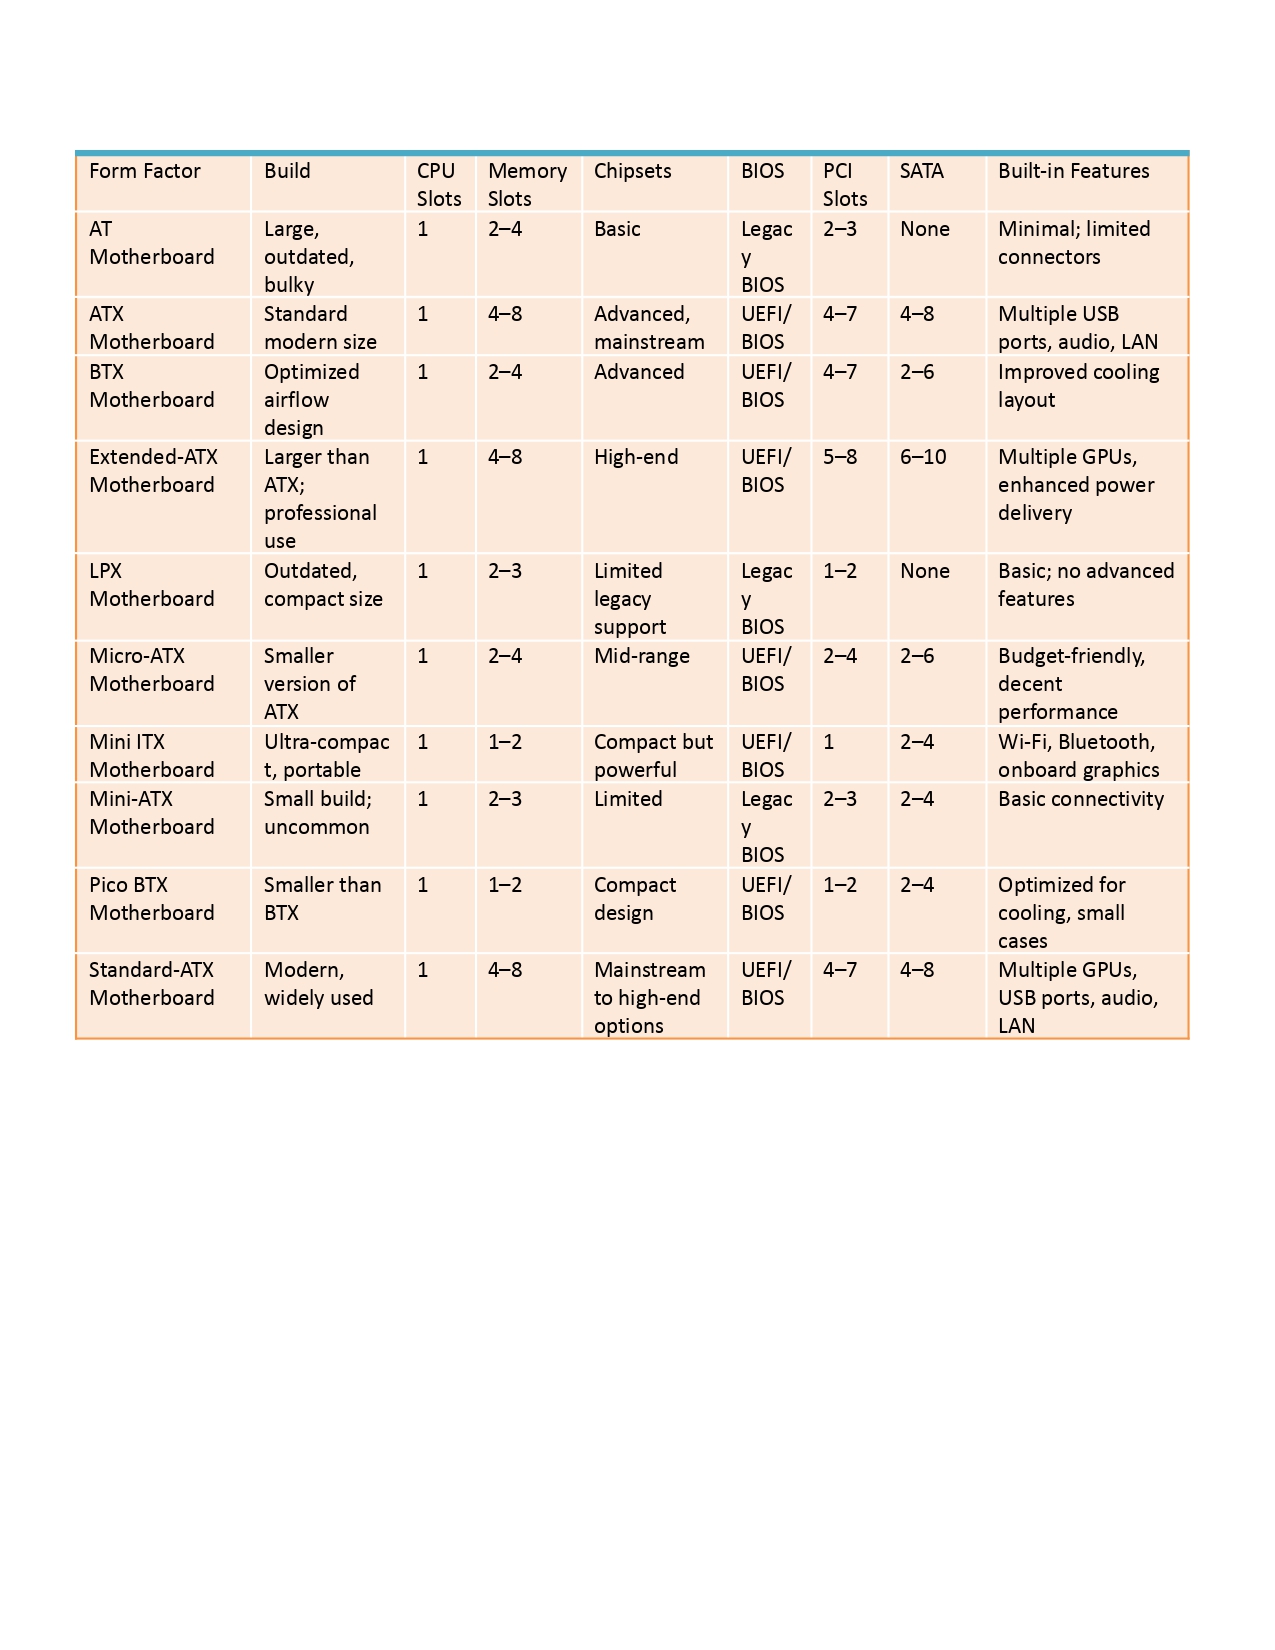 Form Factor Build CPU Memory Chipsets BIOS PCI SATA Built-in Features
Slots Slots Slots
AT Large, 1 2–4 Basic Legac 2–3 None Minimal; limited
Motherboard outdated, y connectors
bulky BIOS
ATX Standard 1 4–8 Advanced, UEFI/ 4–7 4–8 Multiple USB
Motherboard modern size mainstream BIOS ports, audio, LAN
BTX Optimized 1 2–4 Advanced UEFI/ 4–7 2–6 Improved cooling
Motherboard airflow BIOS layout
design
Extended-ATX Larger than 1 4–8 High-end UEFI/ 5–8 6–10 Multiple GPUs,
Motherboard ATX; BIOS enhanced power
professional delivery
use
LPX Outdated, 1 2–3 Limited Legac 1–2 None Basic; no advanced
Motherboard compact size legacy y features
support BIOS
Micro-ATX Smaller 1 2–4 Mid-range UEFI/ 2–4 2–6 Budget-friendly,
Motherboard version of BIOS decent
ATX performance
Mini ITX Ultra-compac 1 1–2 Compact but UEFI/ 1 2–4 Wi-Fi, Bluetooth,
Motherboard t, portable powerful BIOS onboard graphics
Mini-ATX Small build; 1 2–3 Limited Legac 2–3 2–4 Basic connectivity
Motherboard uncommon y
BIOS
Pico BTX Smaller than 1 1–2 Compact UEFI/ 1–2 2–4 Optimized for
Motherboard BTX design BIOS cooling, small
cases
Standard-ATX Modern, 1 4–8 Mainstream UEFI/ 4–7 4–8 Multiple GPUs,
Motherboard widely used to high-end BIOS USB ports, audio,
options LAN